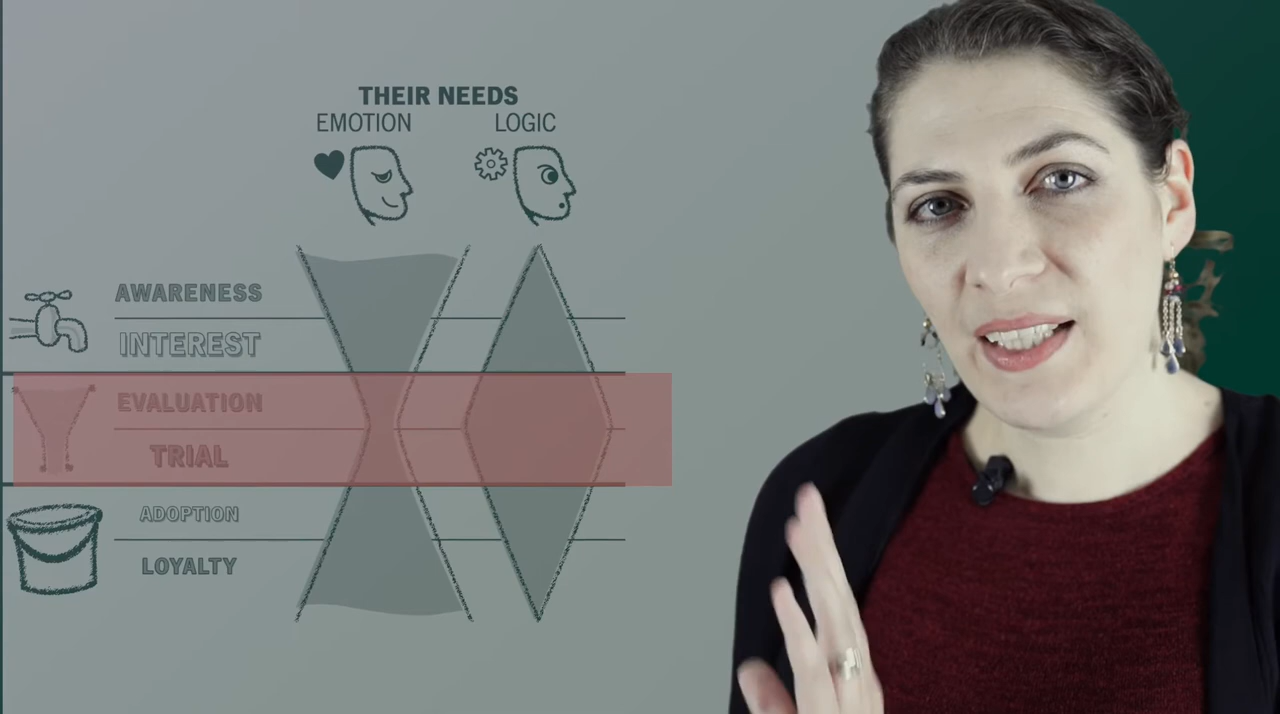 THEIR NEEDS
EMOTION LOGIC
AWARENESS
INTEREST
EVALUATION
TRIAL
ADOPTION
LOYALTY